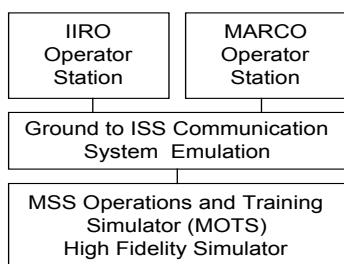 IIRO
Operator
Station
MARCO
Operator
Station
Ground to ISS Communication
System Emulation
MSS Operations and Training
Simulator (MOTS)
High Fidelity Simulator